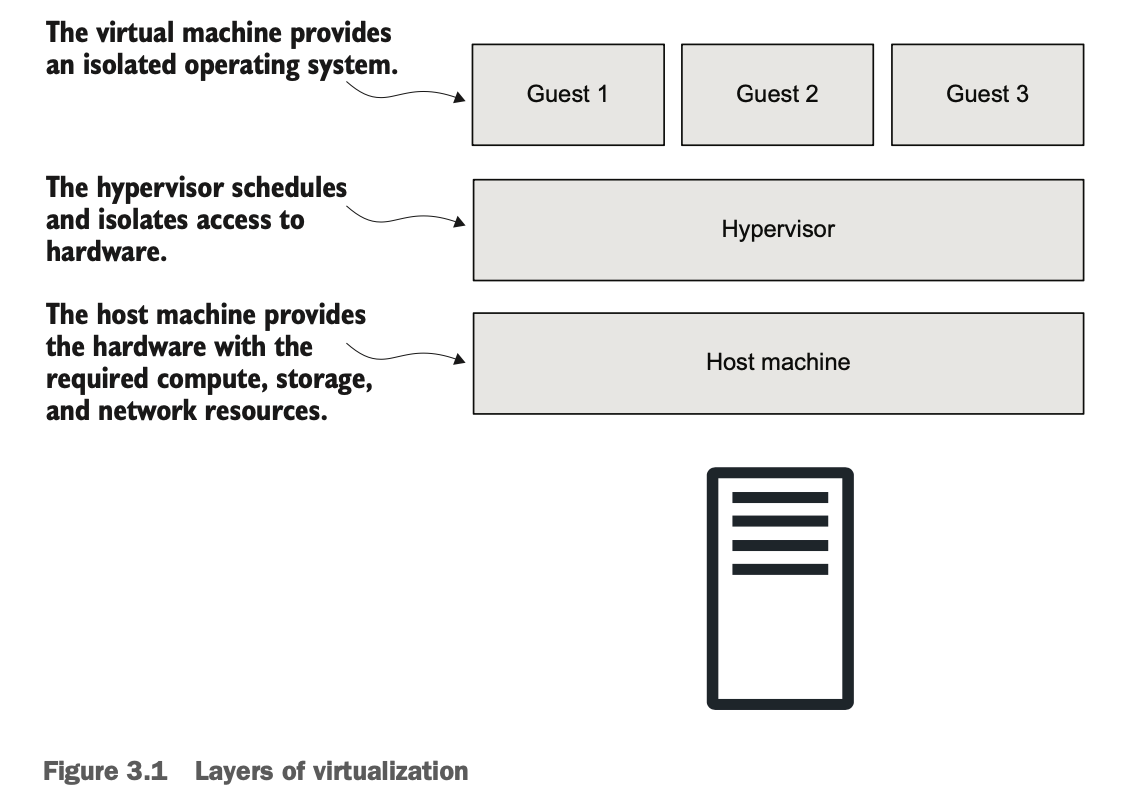 The virtual machine provides
an isolated operating system.
Guest 1
Guest 2
Guest 3
The hypervisor schedules
and isolates access to
hardware.
Hypervisor
The host machine provides
the hardware with the
required compute, storage,
and network resources.
Host machine
Figure 3.1 Layers of virtualization